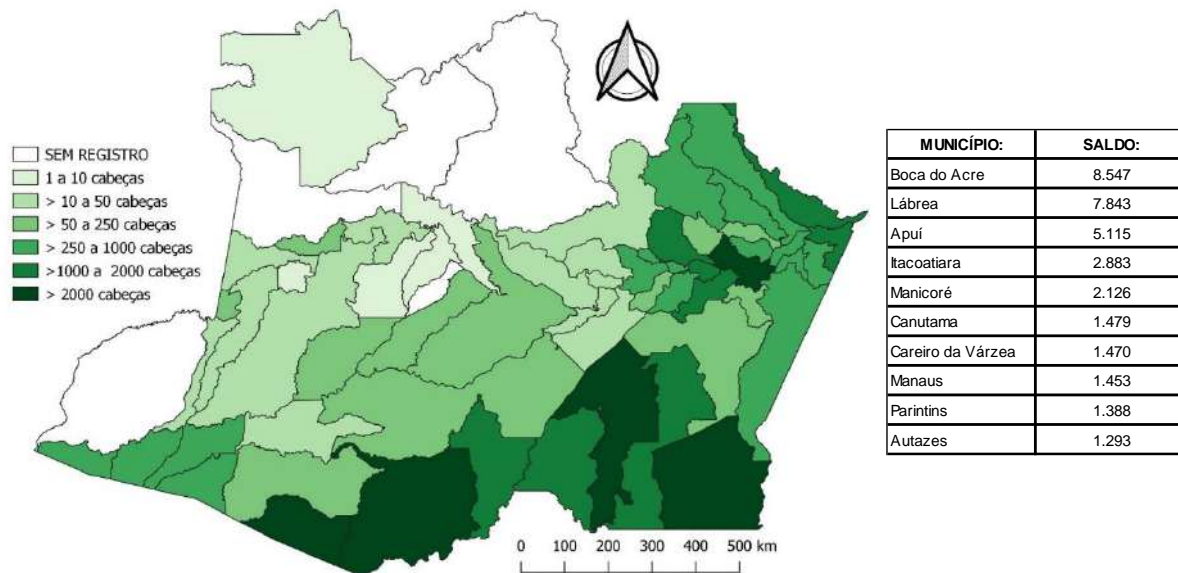 SEM REGISTRO
1 a 10 cabeças
> 10 a 50 cabeças
> 50 a 250 cabeças
> 250 a 1000 cabeças
>1000 a 2000 cabeças
> 2000 cabeças
0 100 200 300 400 500 km
MUNICÍPIO: SALDO:
Boca do Acre 8.547
Lábrea 7.843
Apuí 5.115
Itacoatiara 2.883
Manicoré 2.126
Canutama 1.479
Careiro da Várzea 1.470
Manaus 1.453
Parintins 1.388
Autazes 1.293